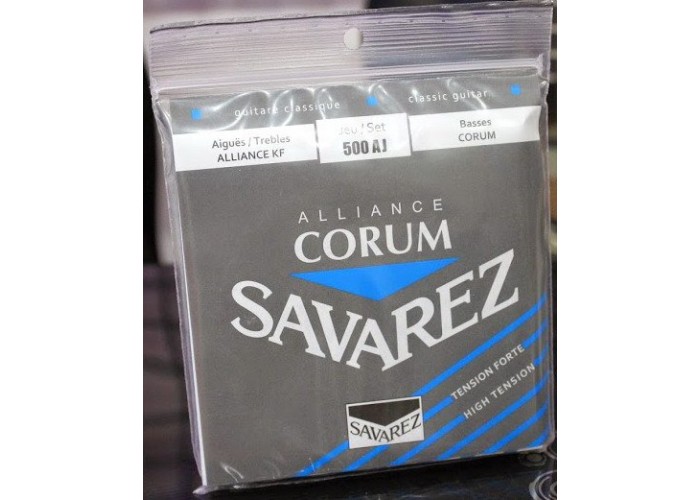 guitare classique
classic guitar
Aiguës / Trebles
ALLIANCE KF
Jeu / Set
500 AJ
Basses
CORUM
ALLIANCE
CORUM
SAVAREZ
TENSION FORTE
HIGH TENSION
SAVAREZ